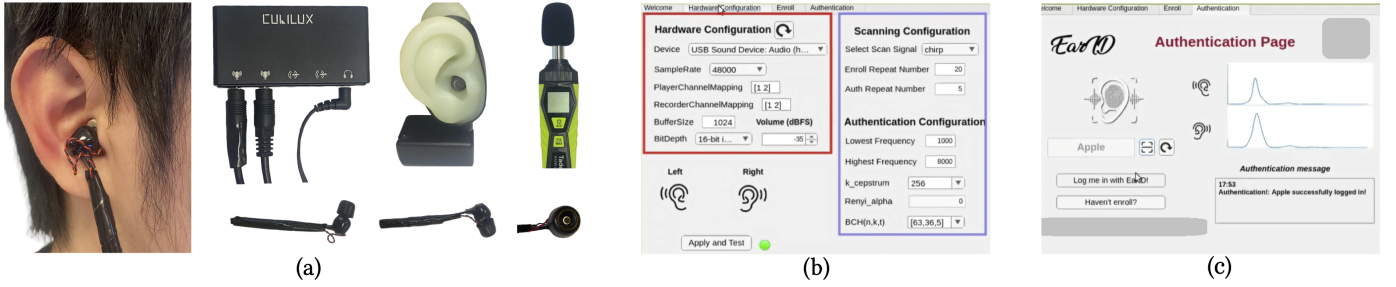 CUNILUX
Welcome Hardware Configuration Enroll Authentication
Hardware Configuration
Device USB Sound Device: Audio (h...
SampleRate 48000
PlayerChannelMapping [1 2]
RecorderChannelMapping [1 2]
BufferSIze 1024 Volume (dBFS)
BitDepth 16-bit i... -35
Left Right
Apply and Test
Scanning Configuration
Select Scan Signal chirp
Enroll Repeat Number 20
Auth Repeat Number 5
Authentication Configuration
Lowest Frequency 1000
Highest Frequency 8000
k_cepstrum 256
Renyi_alpha 0
BCH(n,k,t) [63,36,5]
elcome Hardware Configuration Enroll Authentication
EarID
Authentication Page
Apple
Log me in with EarID!
Haven't enroll?
Authentication message
17:53
Authentication!: Apple successfully logged in!
(a)
(b)
(c)